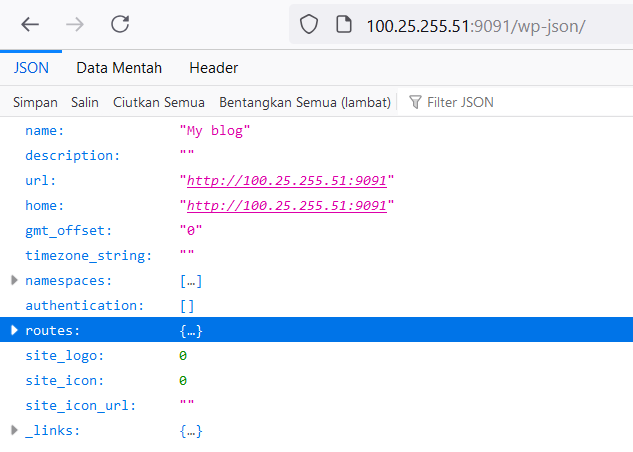 100.25.255.51:9091/wp-json/
JSON Data Mentah Header
Simpan Salin Ciutkan Semua Bentangkan Semua (lambat) Filter JSON
name: "My blog"
description: ""
url: "http://100.25.255.51:9091"
home: "http://100.25.255.51:9091"
gmt_offset: "0"
timezone_string: ""
namespaces: […]
authentication: []
routes: {…}
site_logo: 0
site_icon: 0
site_icon_url: ""
_links: {…}